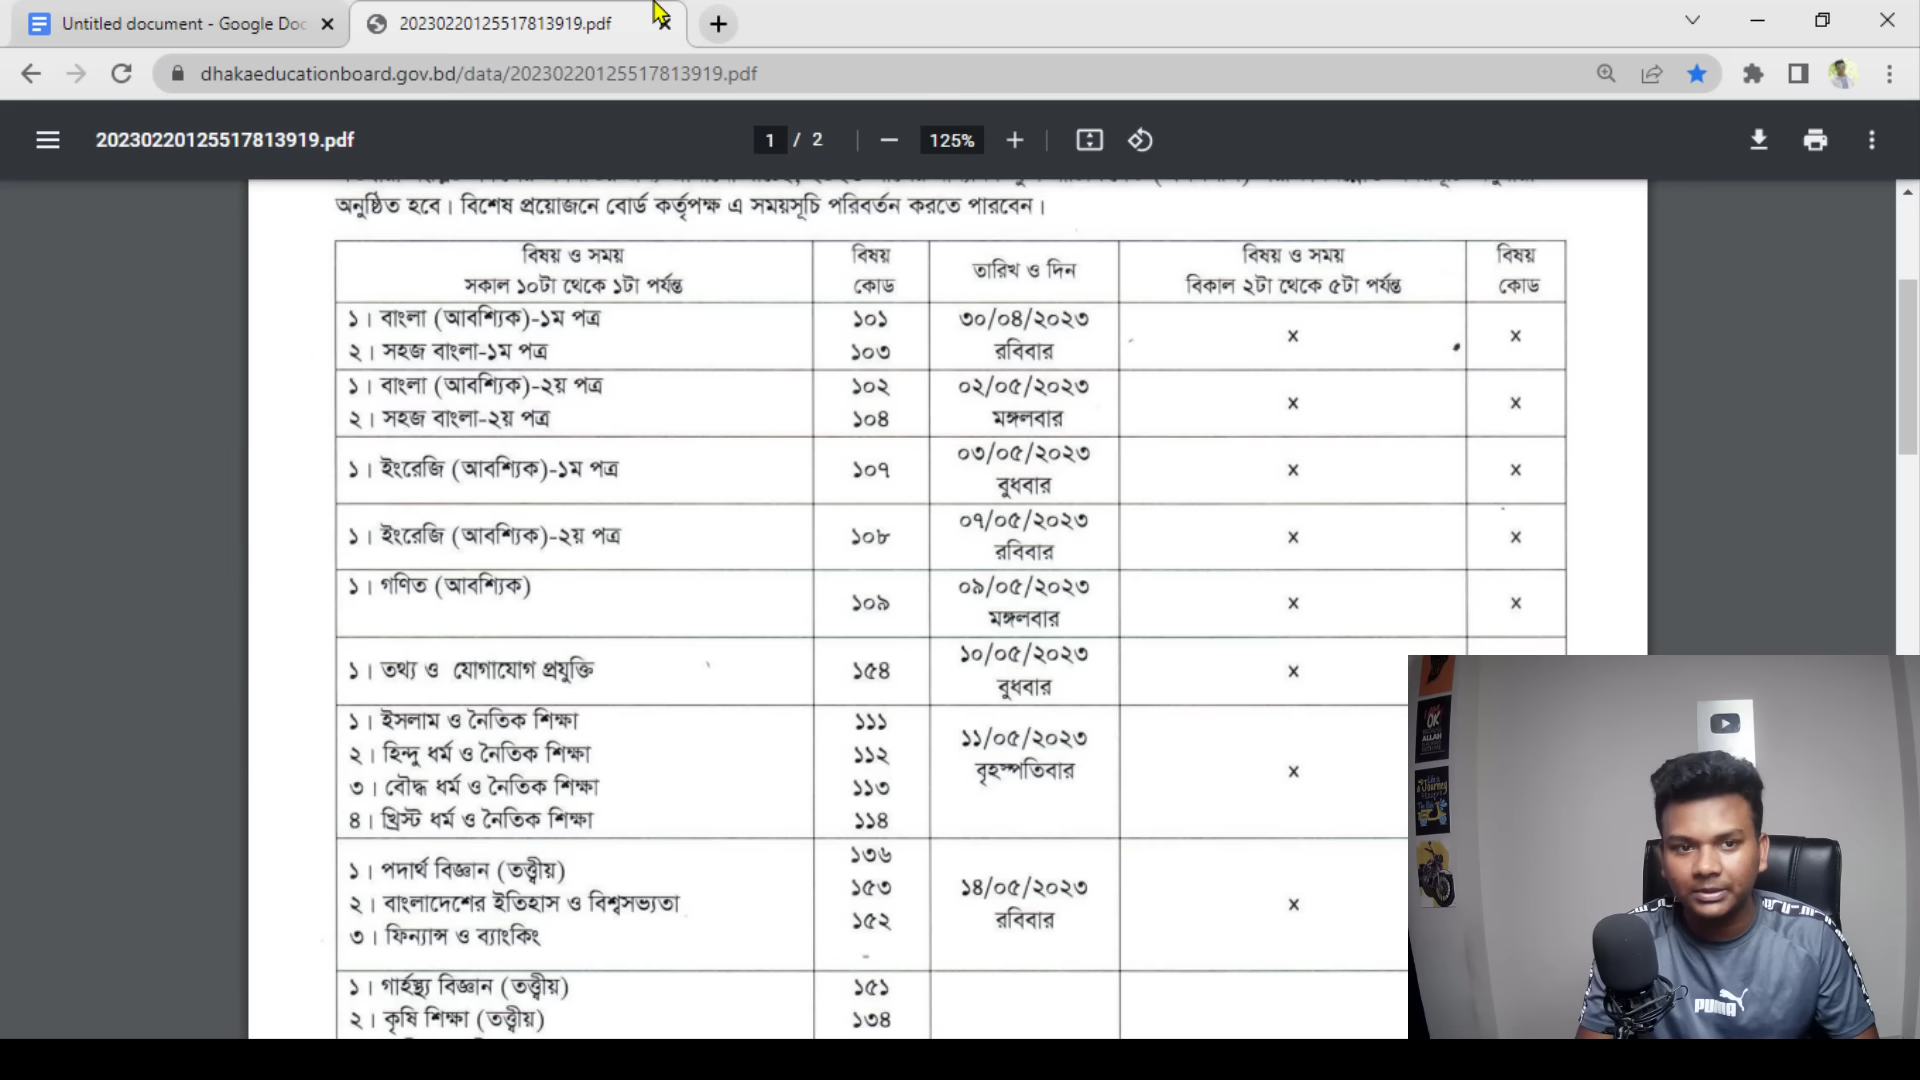 Untitled document - Google Doc
20230220125517813919.pdf
dhakaeducationboard.gov.bd/data/20230220125517813919.pdf
20230220125517813919.pdf
1 / 2
125%
অনুষ্ঠিত হবে। বিশেষ প্রয়োজনে বোর্ড কর্তৃপক্ষ এ সময়সূচি পরিবর্তন করতে পারবেন।
বিষয় ও সময়
সকাল ১০টা থেকে ১টা পর্যন্ত
বিষয়
কোড
তারিখ ও দিন
বিষয় ও সময়
বিকাল ২টা থেকে ৫টা পর্যন্ত
বিষয়
কোড
১। বাংলা (আবশ্যিক)-১ম পত্র ১০১ ৩০/০৪/২০২৩ x x
২। সহজ বাংলা-১ম পত্র ১০৩ রবিবার
১। বাংলা (আবশ্যিক)-২য় পত্র ১০২ ০২/০৫/২০২৩ x x
২। সহজ বাংলা-২য় পত্র ১০৪ মঙ্গলবার
১। ইংরেজি (আবশ্যিক)-১ম পত্র ১০৭ ০৩/০৫/২০২৩ x x
বুধবার
১। ইংরেজি (আবশ্যিক)-২য় পত্র ১০৮ ০৭/০৫/২০২৩ x x
রবিবার
১। গণিত (আবশ্যিক) ১০৯ ০৯/০৫/২০২৩ x x
মঙ্গলবার
১। তথ্য ও যোগাযোগ প্রযুক্তি ১৫৪ ১০/০৫/২০২৩ x
বুধবার
১। ইসলাম ও নৈতিক শিক্ষা ১১১
২। হিন্দু ধর্ম ও নৈতিক শিক্ষা ১১২ ১১/০৫/২০২৩ x
৩। বৌদ্ধ ধর্ম ও নৈতিক শিক্ষা ১১৩ বৃহস্পতিবার
৪। খ্রিস্ট ধর্ম ও নৈতিক শিক্ষা ১১৪
১। পদার্থ বিজ্ঞান (তত্ত্বীয়) ১৩৬
২। বাংলাদেশের ইতিহাস ও বিশ্বসভ্যতা ১৫৩ ১৪/০৫/২০২৩ x
৩। ফিন্যান্স ও ব্যাংকিং ১৫২ রবিবার
১। গার্হস্থ্য বিজ্ঞান (তত্ত্বীয়) ১৫১
২। কৃষি শিক্ষা (তত্ত্বীয়) ১৩৪
OK
ALLAH
Journey
PUMA